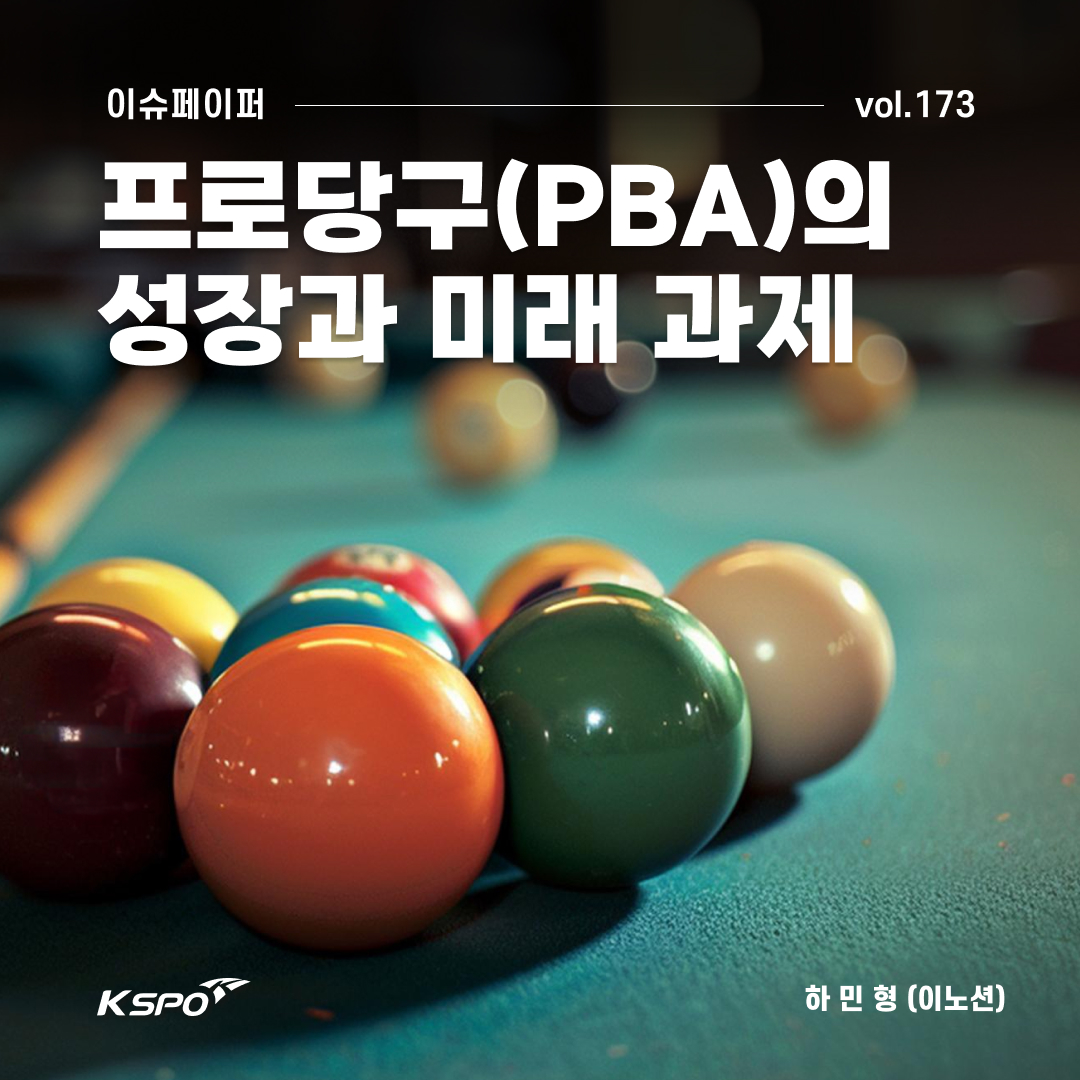 이슈페이퍼 vol.173
프로당구(PBA)의
성장과 미래 과제
KSPO
하 민 형 (이노션)